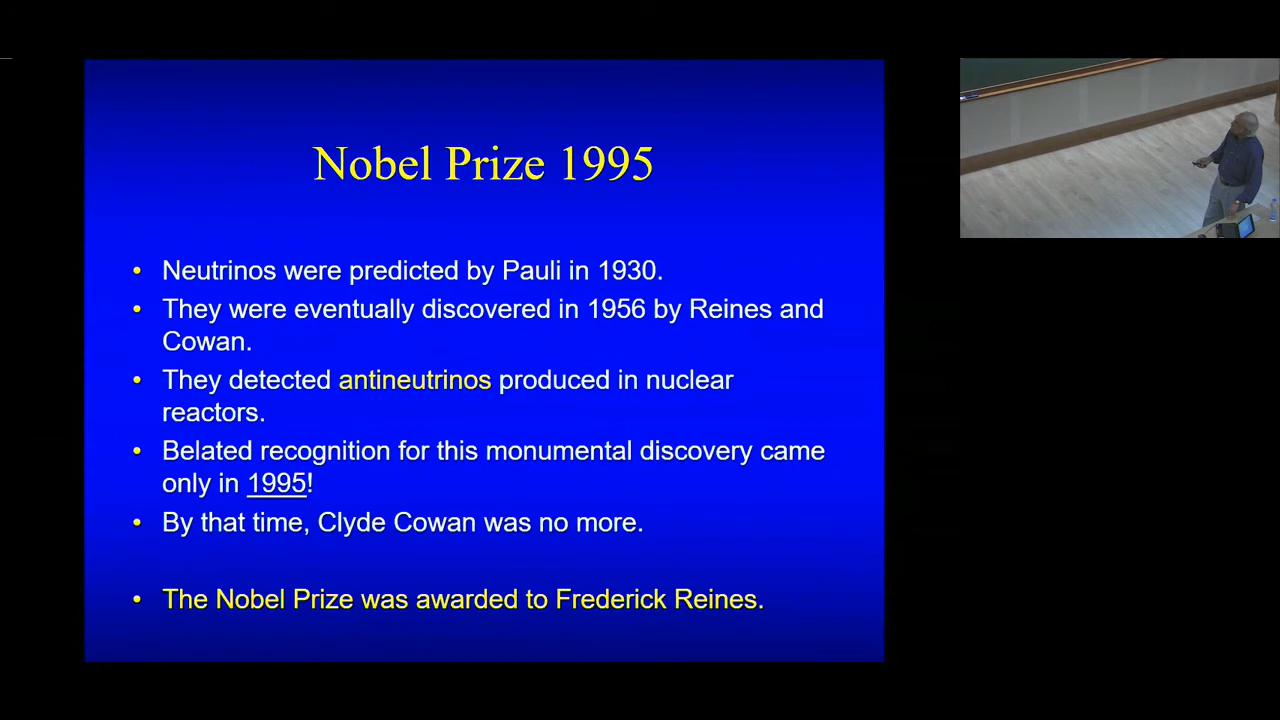 Nobel Prize 1995
• Neutrinos were predicted by Pauli in 1930.
• They were eventually discovered in 1956 by Reines and
Cowan.
• They detected antineutrinos produced in nuclear
reactors.
• Belated recognition for this monumental discovery came
only in 1995!
• By that time, Clyde Cowan was no more.
• The Nobel Prize was awarded to Frederick Reines.